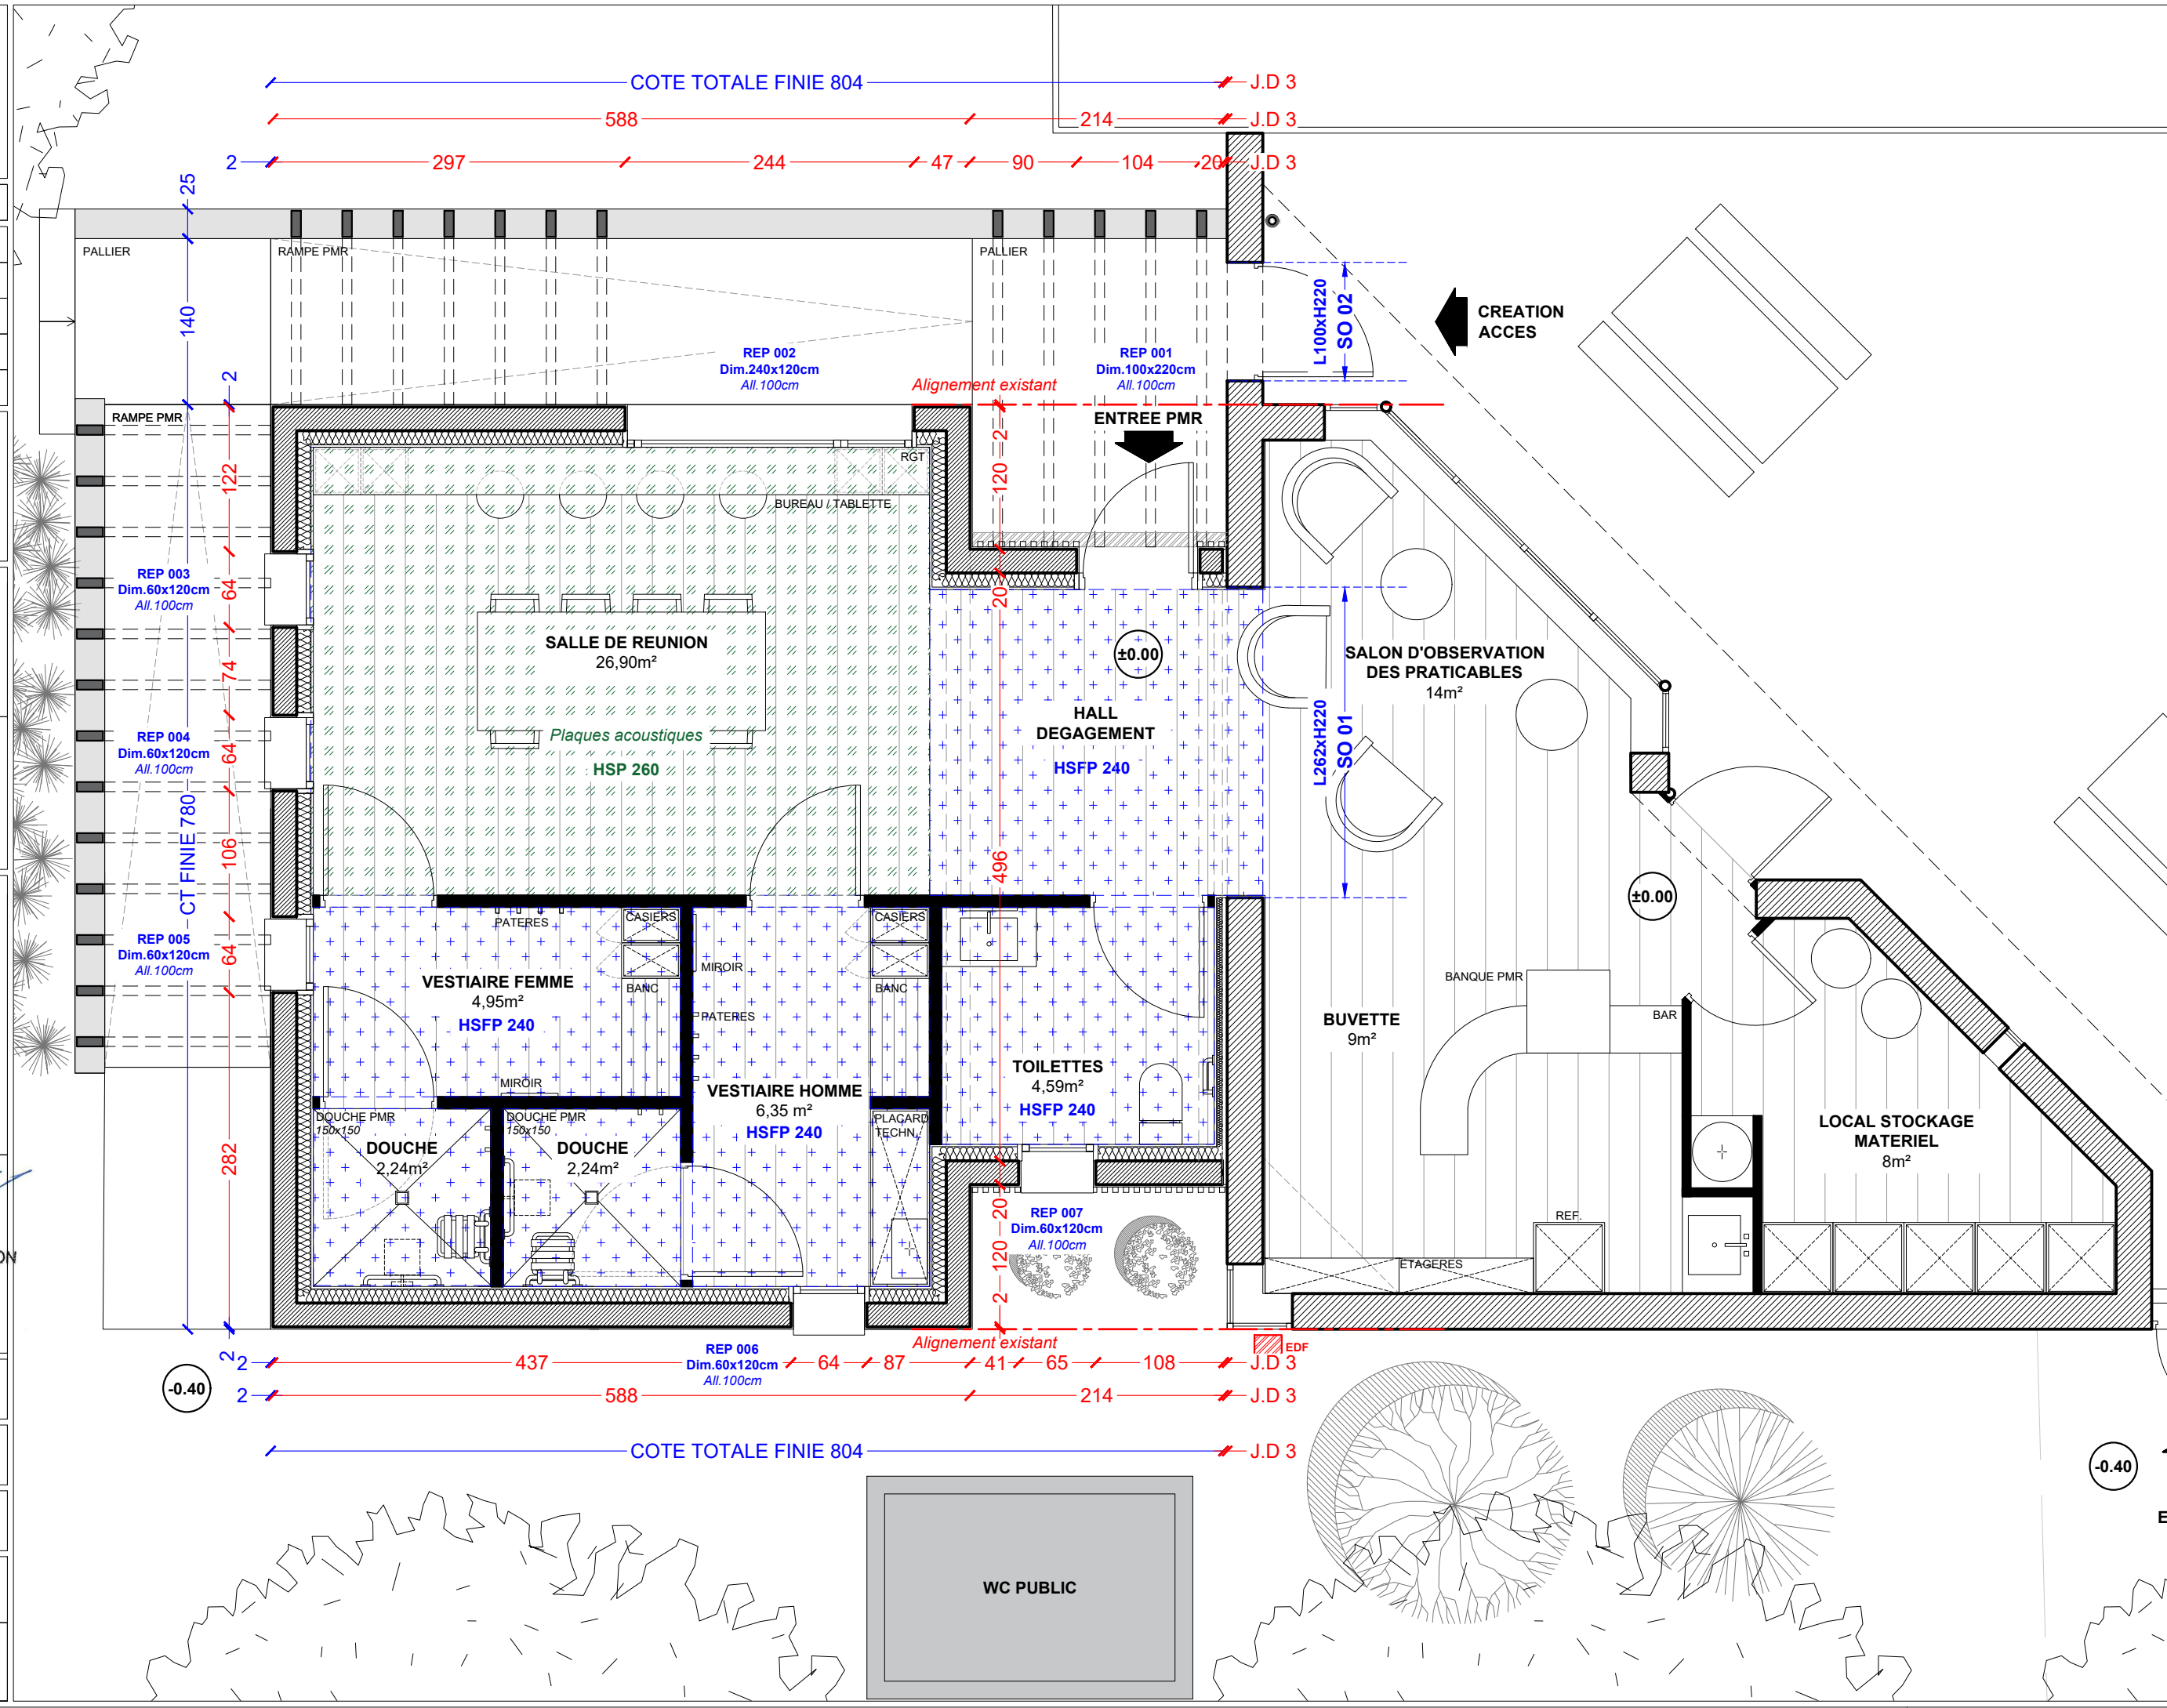 COTE TOTALE FINIE 804
J.D 3
588
214
J.D 3
2
297
244
47
90
104
20
J.D 3
25
140
2
PALLIER
RAMPE PMR
PALLIER
L100xH220
SO 02
CREATION
ACCES
REP 002
Dim.240x120cm
All.100cm
REP 001
Dim.100x220cm
All.100cm
Alignement existant
RAMPE PMR
ENTREE PMR
2
120
20
496
122
64
74
64
106
64
282
2
CT FINIE 780
RGT
BUREAU / TABLETTE
REP 003
Dim.60x120cm
All.100cm
SALLE DE REUNION
26,90m²
Plaques acoustiques
HSP 260
±0.00
HALL
DEGAGEMENT
HSFP 240
L262xH220
SO 01
SALON D'OBSERVATION
DES PRATICABLES
14m²
REP 004
Dim.60x120cm
All.100cm
±0.00
REP 005
Dim.60x120cm
All.100cm
PATERES
CASIERS
BANC
VESTIAIRE FEMME
4,95m²
HSFP 240
MIROIR
MIROIR
PATERES
CASIERS
BANC
VESTIAIRE HOMME
6,35 m²
HSFP 240
PLACARD
TECHN.
TOILETTES
4,59m²
HSFP 240
BANQUE PMR
BAR
BUVETTE
9m²
LOCAL STOCKAGE
MATERIEL
8m²
DOUCHE PMR
150x150
DOUCHE
2,24m²
DOUCHE PMR
150x150
DOUCHE
2,24m²
REP 007
Dim.60x120cm
All.100cm
20
120
2
REF.
ETAGERES
ON
Alignement existant
EDF
2
437
REP 006
Dim.60x120cm
All.100cm
64
87
41
65
108
J.D 3
-0.40
2
588
214
J.D 3
COTE TOTALE FINIE 804
J.D 3
-0.40
E
WC PUBLIC